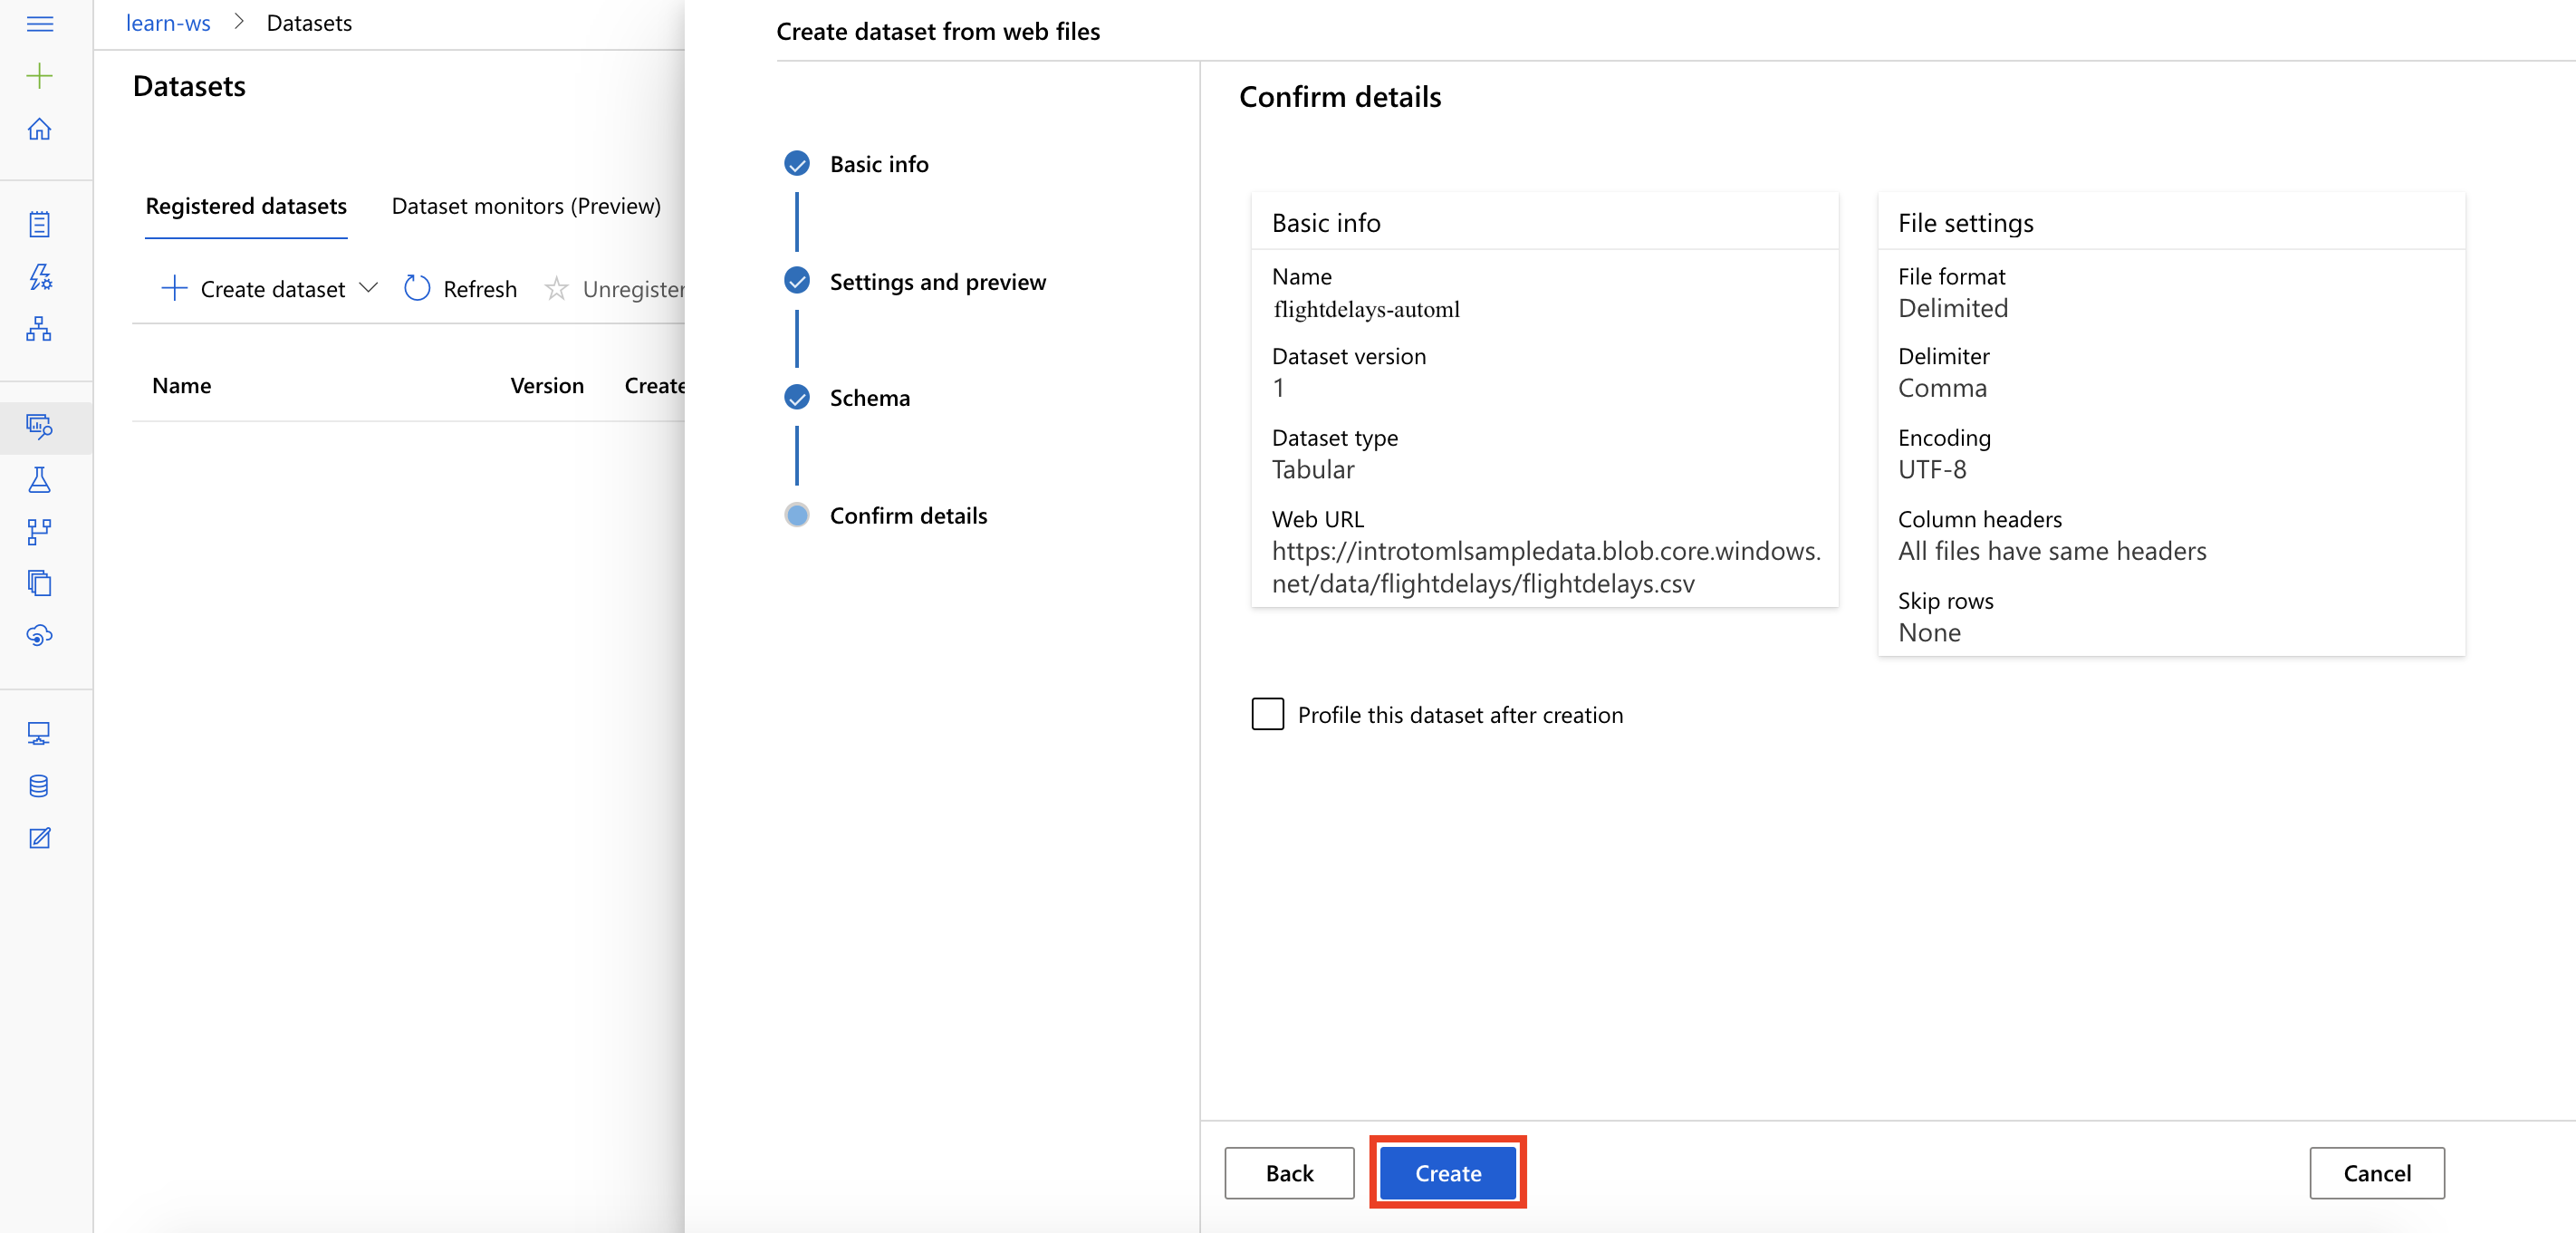 learn-ws > Datasets
Datasets
Registered datasets Dataset monitors (Preview)
Create dataset Refresh Unregister
Name Version Create
Create dataset from web files
Basic info
Settings and preview
Schema
Confirm details
Confirm details
Basic info
Name
flightdelays-automl
Dataset version
1
Dataset type
Tabular
Web URL
https://introtomlsampledata.blob.core.windows.
net/data/flightdelays/flightdelays.csv
File settings
File format
Delimited
Delimiter
Comma
Encoding
UTF-8
Column headers
All files have same headers
Skip rows
None
Profile this dataset after creation
Back Create Cancel